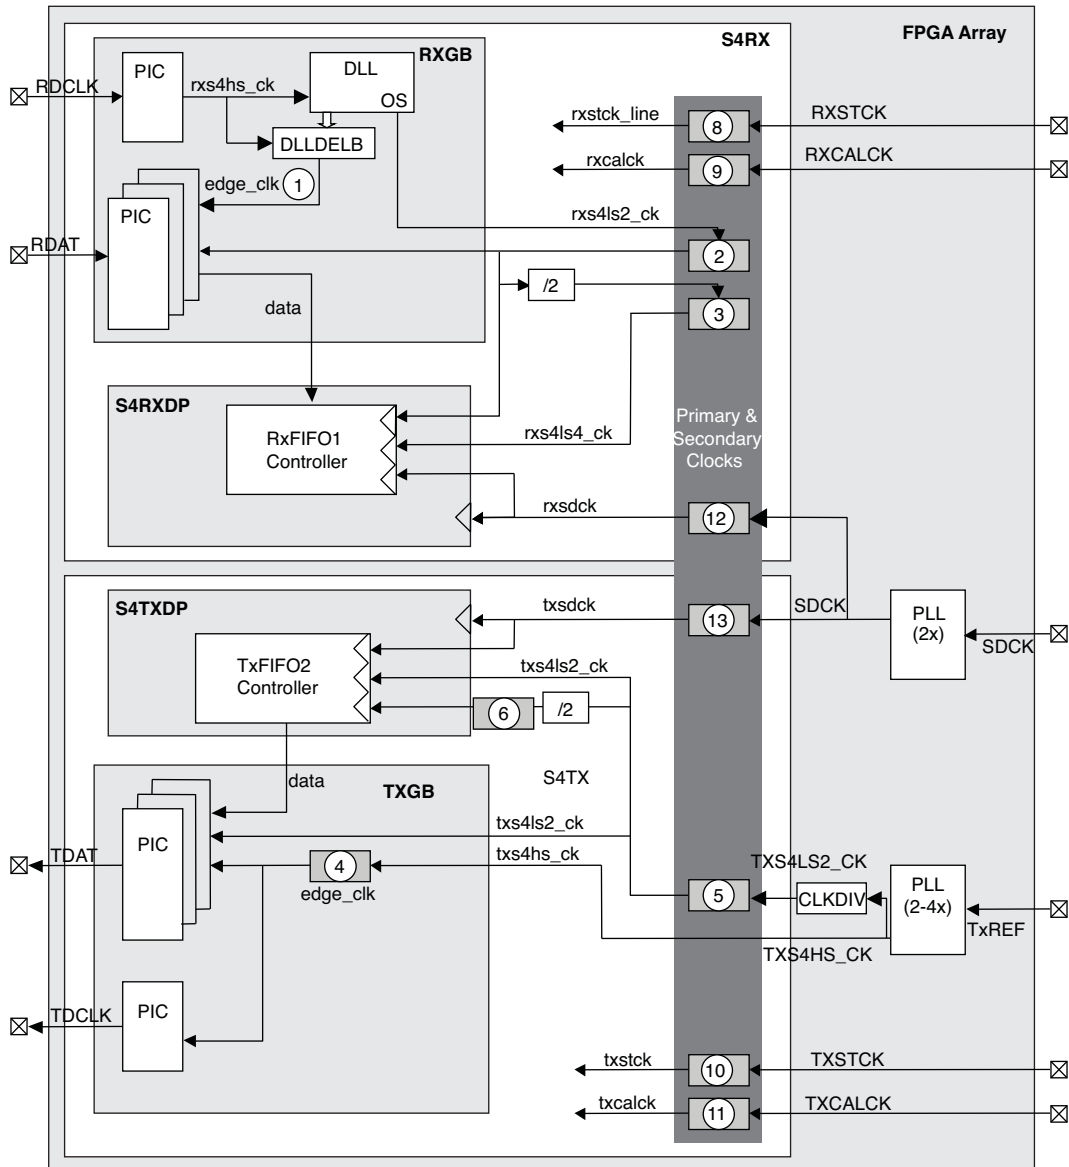 FPGA Array
S4RX
RXGB
RDCLK
PIC
rxs4hs_ck
DLL
OS
DLLDELB
edge_clk
1
RDAT
PIC
data
rxstck_line
8
RXSTCK
rxcalck
9
RXCALCK
rxs4ls2_ck
2
/2
3
S4RXDP
RxFIFO1
Controller
rxs4ls4_ck
Primary &
Secondary
Clocks
rxsdck
12
S4TXDP
txsdck
13
SDCK
PLL
(2x)
SDCK
TxFIFO2
Controller
txs4ls2_ck
6
/2
data
S4TX
TXGB
txs4ls2_ck
PIC
TDAT
4
edge_clk
txs4hs_ck
TXS4LS2_CK
5
CLKDIV
PLL
(2-4x)
TxREF
TXS4HS_CK
TDCLK
PIC
txstck
10
TXSTCK
txcalck
11
TXCALCK